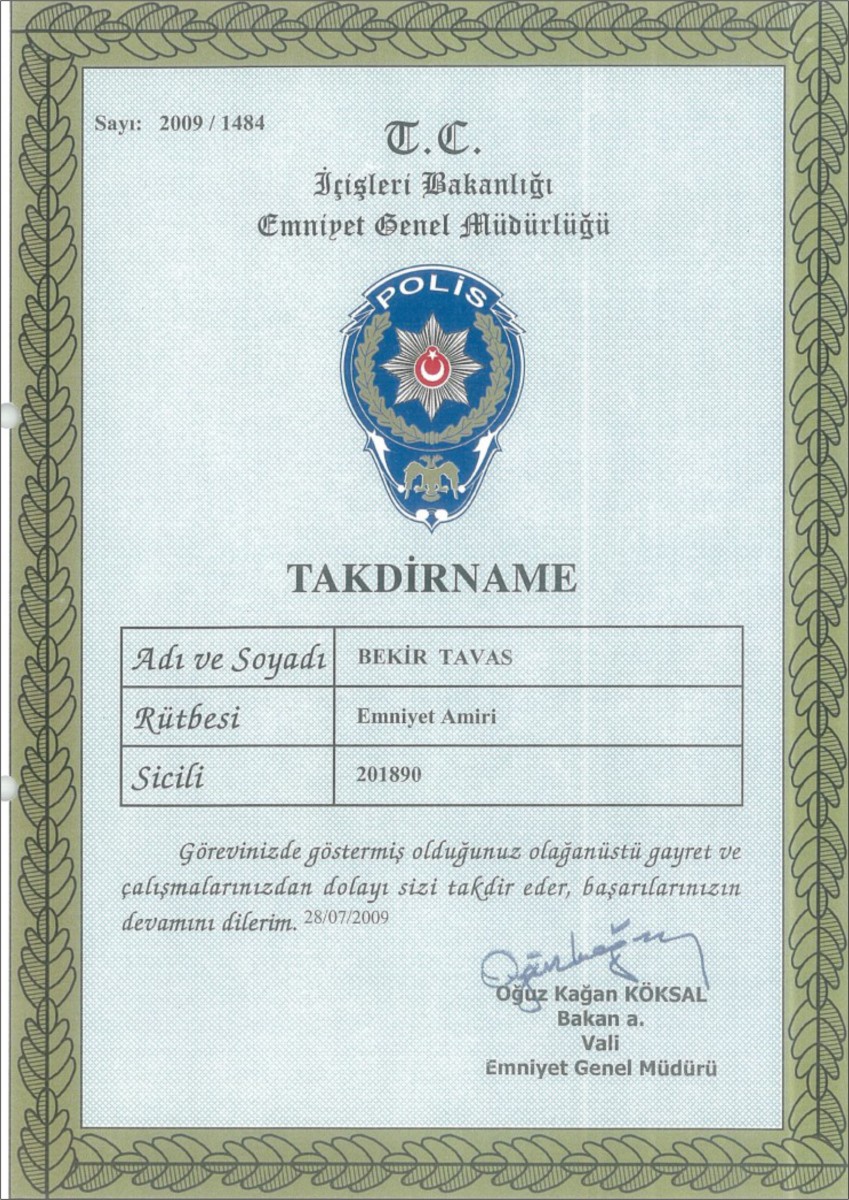 Sayı: 2009 / 1484
T.C.
İçişleri Bakanlığı
Emniyet Genel Müdürlüğü
POLİS
TAKDİRNAME
Adı ve Soyadı BEKİR TAVAS
Rütbesi Emniyet Amiri
Sicili 201890
Görevinizde göstermiş olduğunuz olağanüstü gayret ve
çalışmalarınızdan dolayı sizi takdir eder, başarılarınızın
devamını dilerim. 28/07/2009
Oğuz Kağan KÖKSAL
Bakan a.
Vali
Emniyet Genel Müdürü